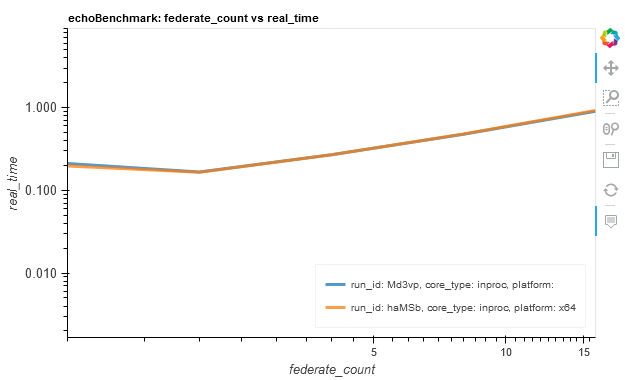 echoBenchmark: federate_count vs real_time
1.000
0.100
0.010
real_time
run_id: Md3vp, core_type: inproc, platform:
run_id: haMSb, core_type: inproc, platform: x64
5
10
15
federate_count